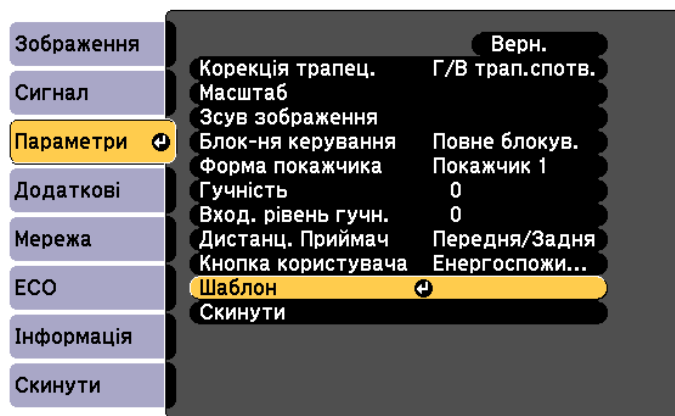 Зображення
Сигнал
Параметри
Додаткові
Мережа
ECO
Інформація
Скинути
Верн.
Корекція трапец. Г/В трап.спотв.
Масштаб
Зсув зображення
Блок-ня керування Повне блокув.
Форма покажчика Покажчик 1
Гучність 0
Вход. рівень гучн. 0
Дистанц. Приймач Передня/Задня
Кнопка користувача Енергоспожи...
Шаблон
Скинути